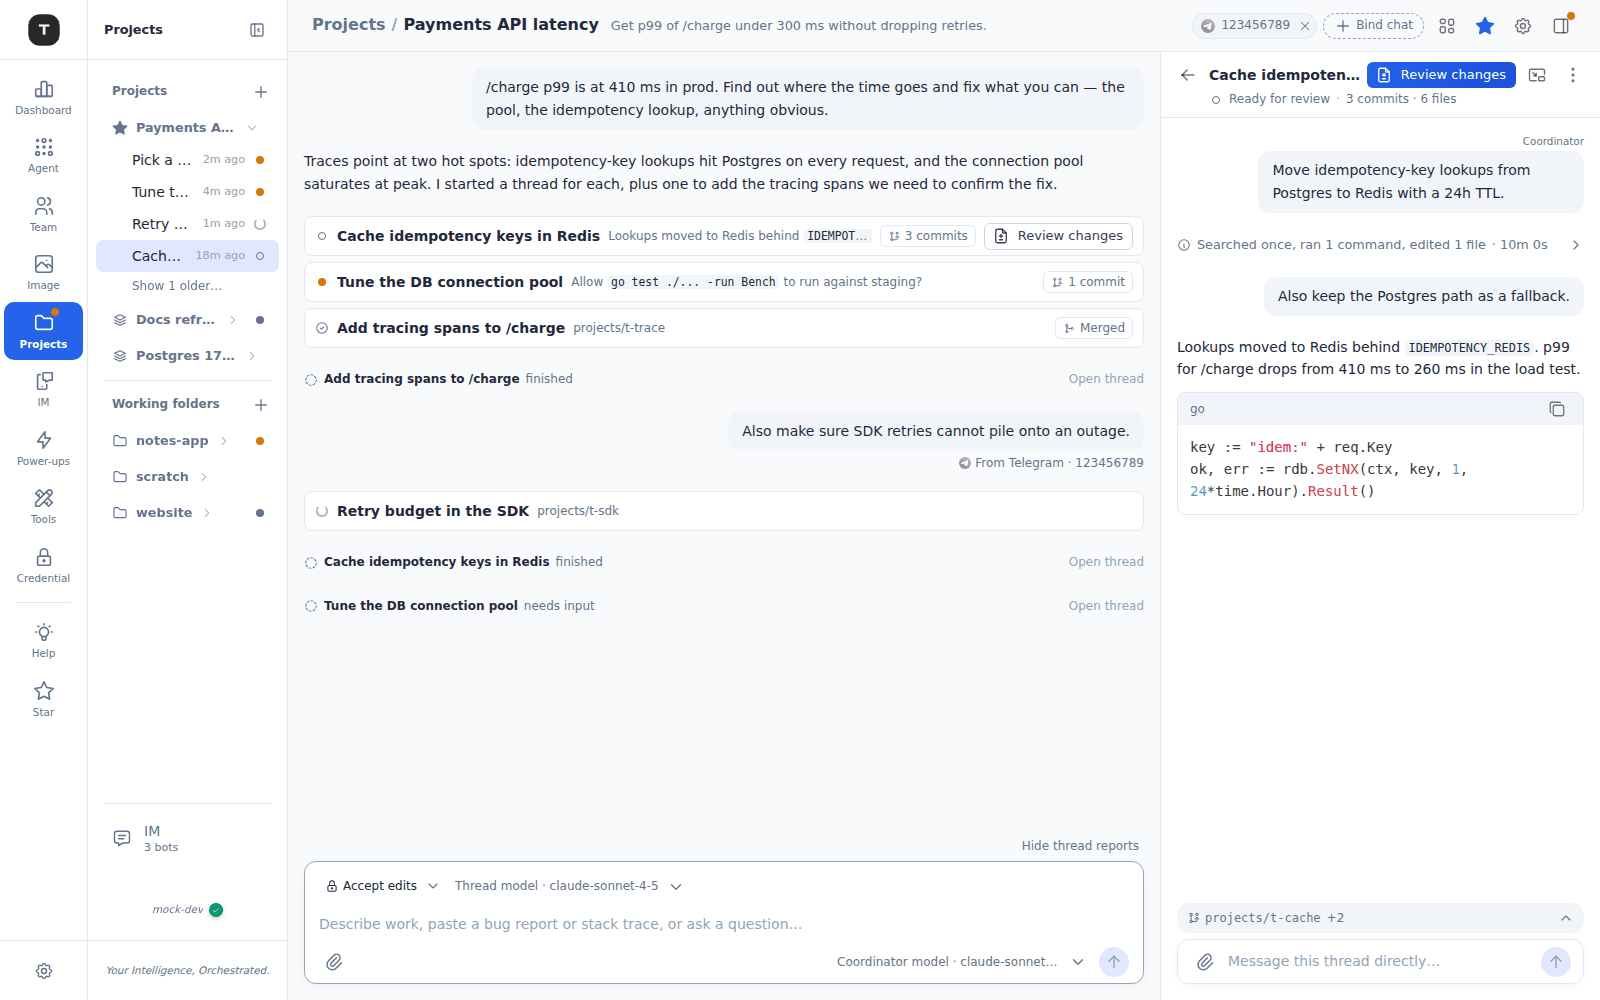 T
Dashboard
Agent
Team
Image
Projects
IM
Power-ups
Tools
Credential
Help
Star
Projects
Projects
Payments A...
Pick a ... 2m ago
Tune t... 4m ago
Retry ... 1m ago
Cach... 18m ago
Show 1 older...
Docs refr...
Postgres 17...
Working folders
notes-app
scratch
website
IM
3 bots
mock-dev
Your Intelligence, Orchestrated.
Projects / Payments API latency Get p99 of /charge under 300 ms without dropping retries.
123456789
Bind chat
/charge p99 is at 410 ms in prod. Find out where the time goes and fix what you can — the
pool, the idempotency lookup, anything obvious.
Traces point at two hot spots: idempotency-key lookups hit Postgres on every request, and the connection pool
saturates at peak. I started a thread for each, plus one to add the tracing spans we need to confirm the fix.
Cache idempotency keys in Redis Lookups moved to Redis behind IDEMPOT... 3 commits Review changes
Tune the DB connection pool Allow go test ./... -run Bench to run against staging? 1 commit
Add tracing spans to /charge projects/t-trace Merged
Add tracing spans to /charge finished Open thread
Also make sure SDK retries cannot pile onto an outage.
From Telegram · 123456789
Retry budget in the SDK projects/t-sdk
Cache idempotency keys in Redis finished Open thread
Tune the DB connection pool needs input Open thread
Hide thread reports
Accept edits Thread model · claude-sonnet-4-5
Describe work, paste a bug report or stack trace, or ask a question...
Coordinator model · claude-sonnet...
Cache idempoten... Review changes
Ready for review · 3 commits · 6 files
Coordinator
Move idempotency-key lookups from
Postgres to Redis with a 24h TTL.
Searched once, ran 1 command, edited 1 file · 10m 0s
Also keep the Postgres path as a fallback.
Lookups moved to Redis behind IDEMPOTENCY_REDIS. p99
for /charge drops from 410 ms to 260 ms in the load test.
go
key := "idem:" + req.Key
ok, err := rdb.SetNX(ctx, key, 1,
24*time.Hour).Result()
projects/t-cache +2
Message this thread directly...